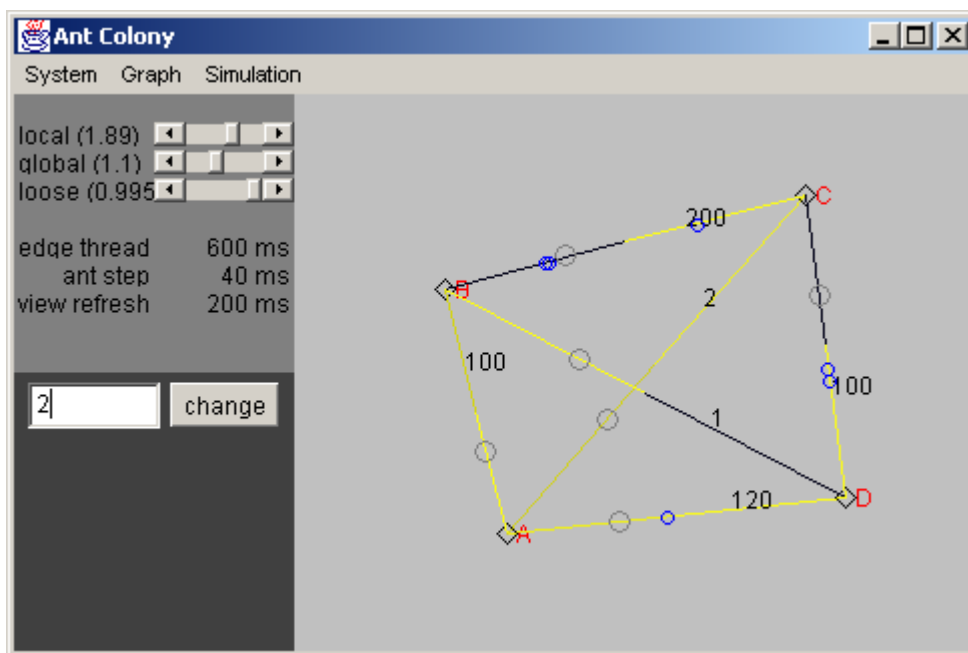 Ant Colony
System Graph Simulation
local (1.89)
global (1.1)
loose (0.995
edge thread 600 ms
ant step 40 ms
view refresh 200 ms
2 change
C
200
2
B
100
100
1
120
D
A